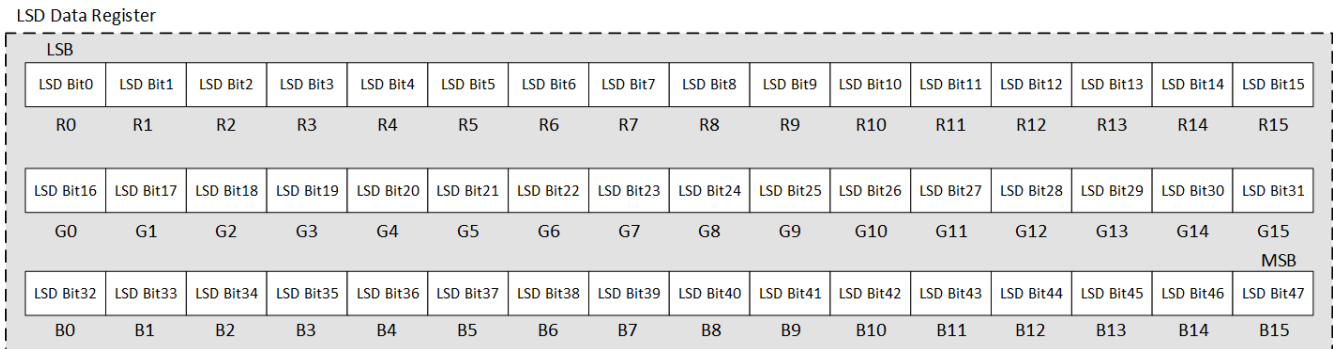 LSD Data Register
LSB
LSD Bit0 LSD Bit1 LSD Bit2 LSD Bit3 LSD Bit4 LSD Bit5 LSD Bit6 LSD Bit7 LSD Bit8 LSD Bit9 LSD Bit10 LSD Bit11 LSD Bit12 LSD Bit13 LSD Bit14 LSD Bit15
R0 R1 R2 R3 R4 R5 R6 R7 R8 R9 R10 R11 R12 R13 R14 R15
LSD Bit16 LSD Bit17 LSD Bit18 LSD Bit19 LSD Bit20 LSD Bit21 LSD Bit22 LSD Bit23 LSD Bit24 LSD Bit25 LSD Bit26 LSD Bit27 LSD Bit28 LSD Bit29 LSD Bit30 LSD Bit31
G0 G1 G2 G3 G4 G5 G6 G7 G8 G9 G10 G11 G12 G13 G14 G15
MSB
LSD Bit32 LSD Bit33 LSD Bit34 LSD Bit35 LSD Bit36 LSD Bit37 LSD Bit38 LSD Bit39 LSD Bit40 LSD Bit41 LSD Bit42 LSD Bit43 LSD Bit44 LSD Bit45 LSD Bit46 LSD Bit47
B0 B1 B2 B3 B4 B5 B6 B7 B8 B9 B10 B11 B12 B13 B14 B15